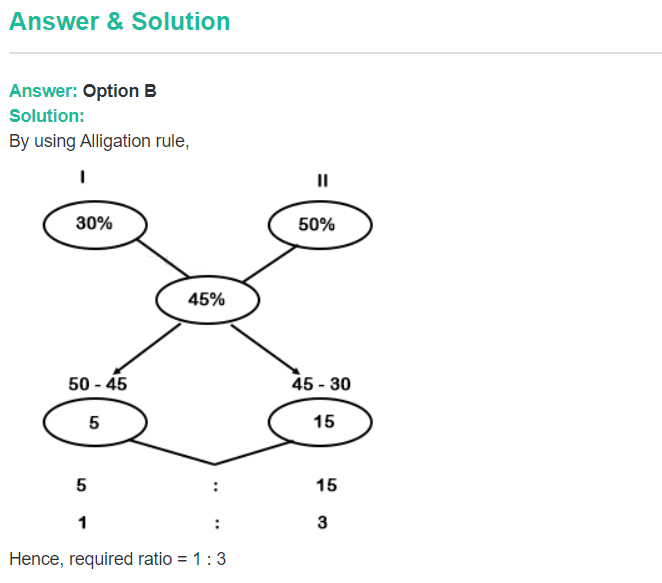 Answer & Solution
Answer: Option B
Solution:
By using Alligation rule,
I II
30% 50%
45%
50 - 45 45 - 30
5 15
5 : 15
1 : 3
Hence, required ratio = 1 : 3